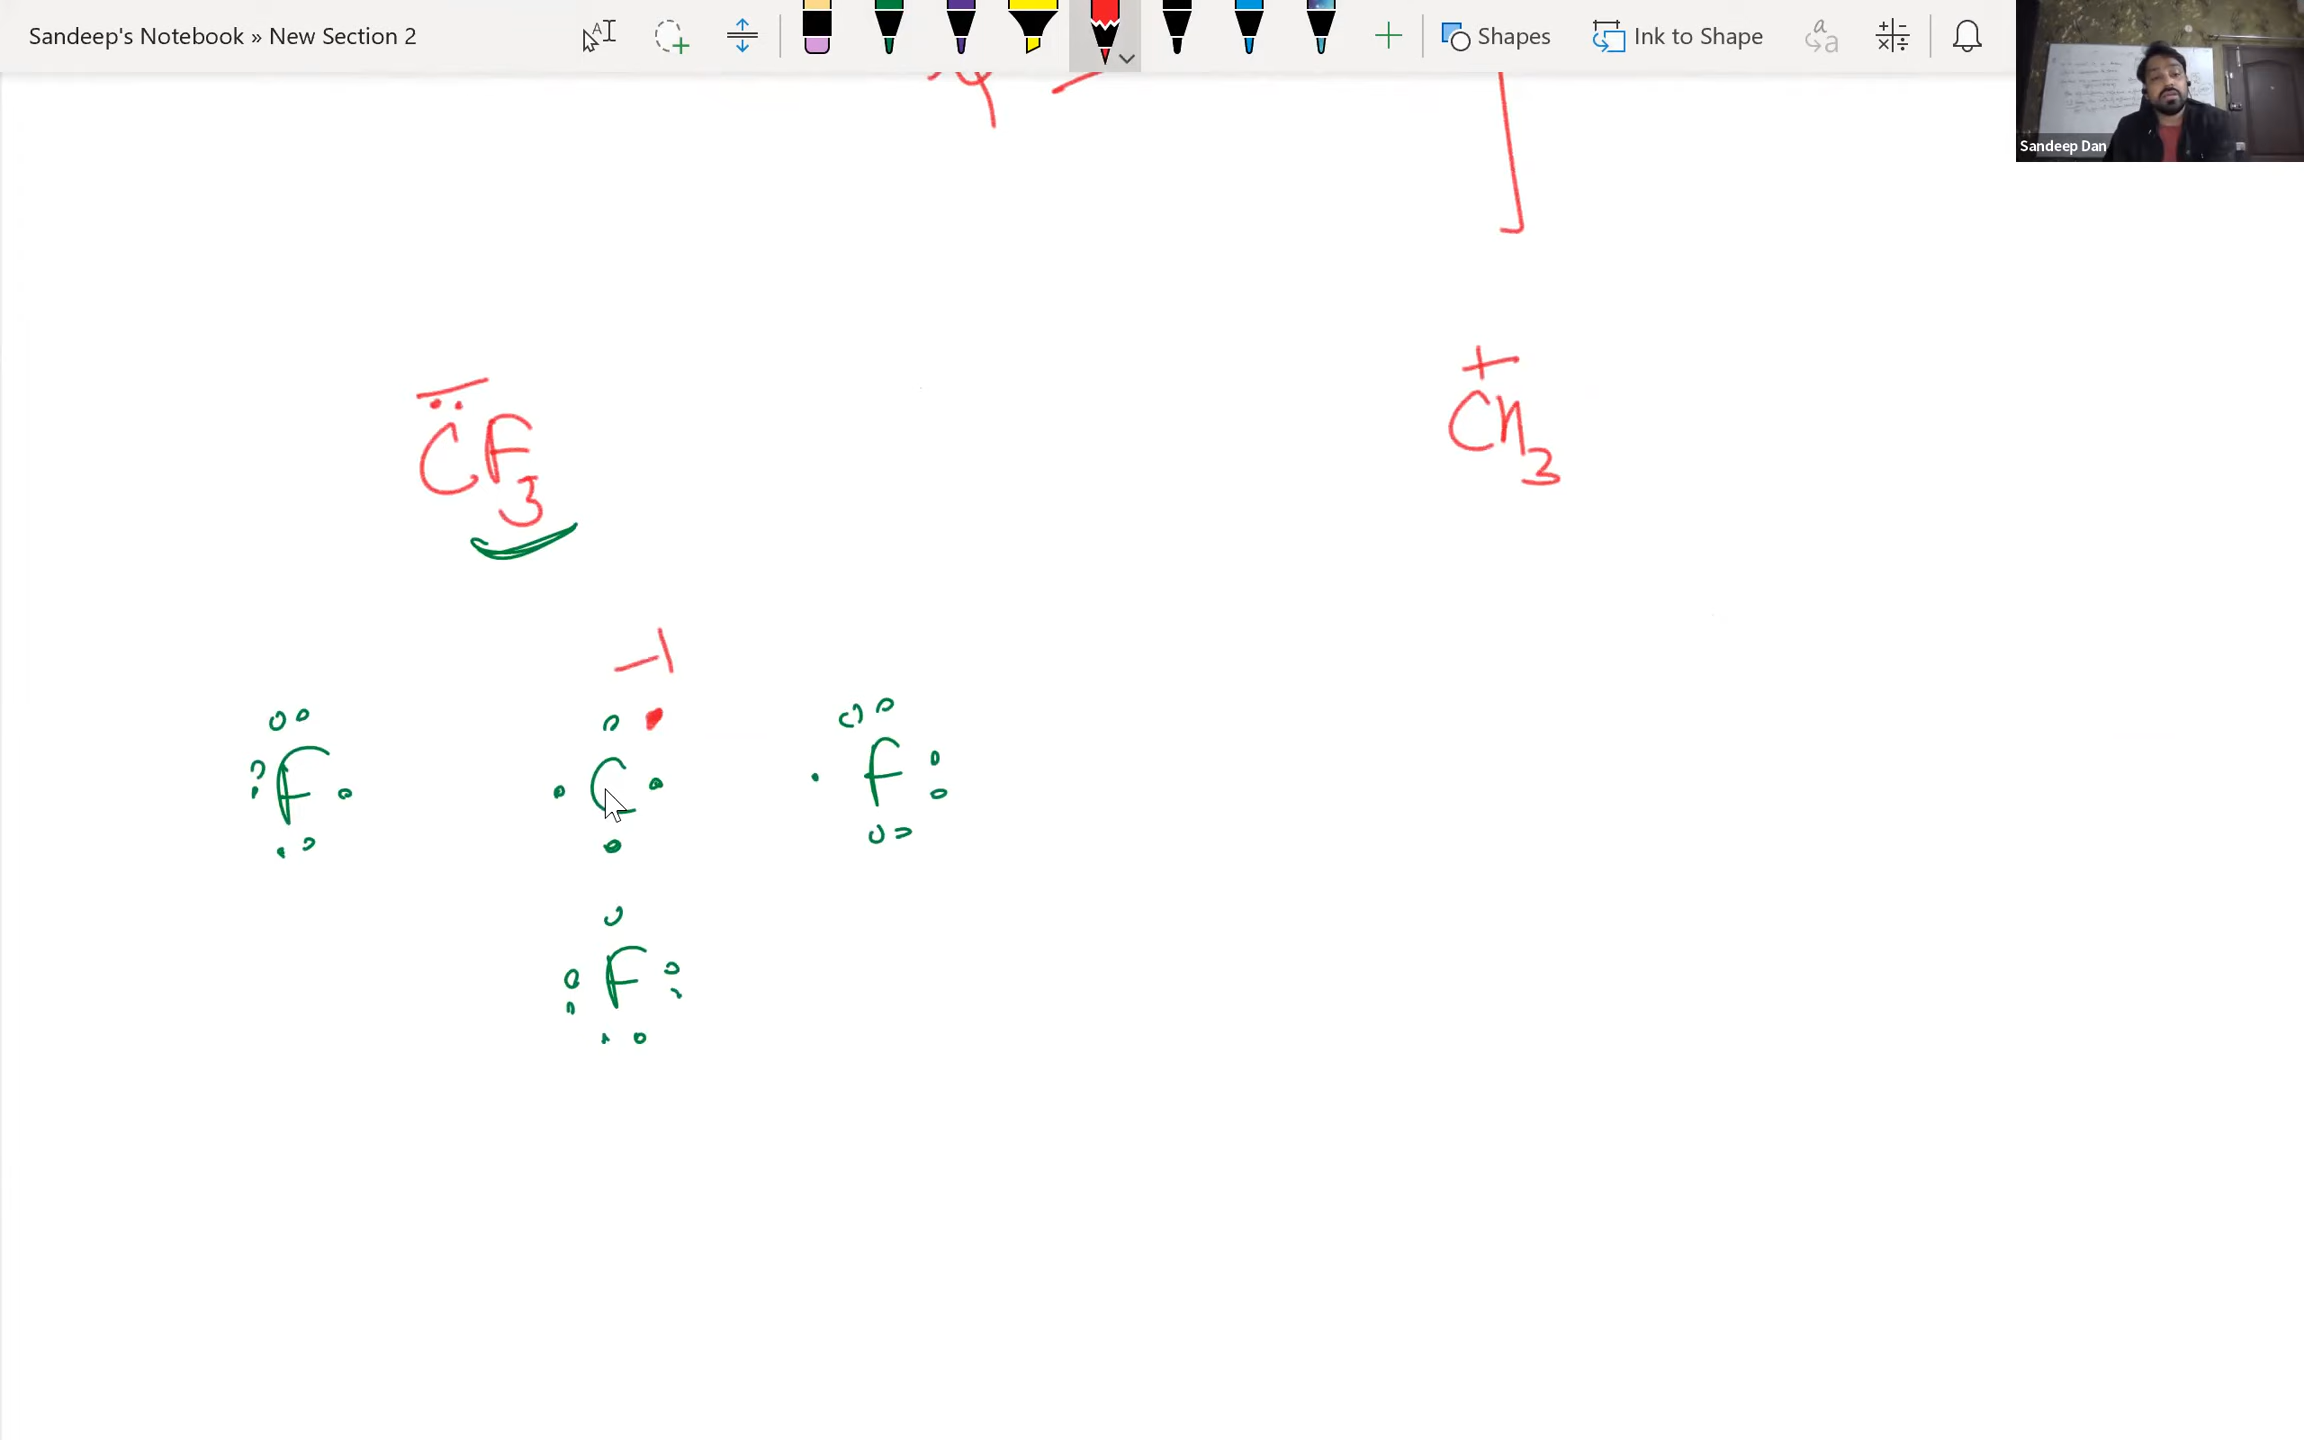 Sandeep's Notebook » New Section 2
Shapes
Ink to Shape
Sandeep Dan
+
CH3
CF3
-1
F C F
F